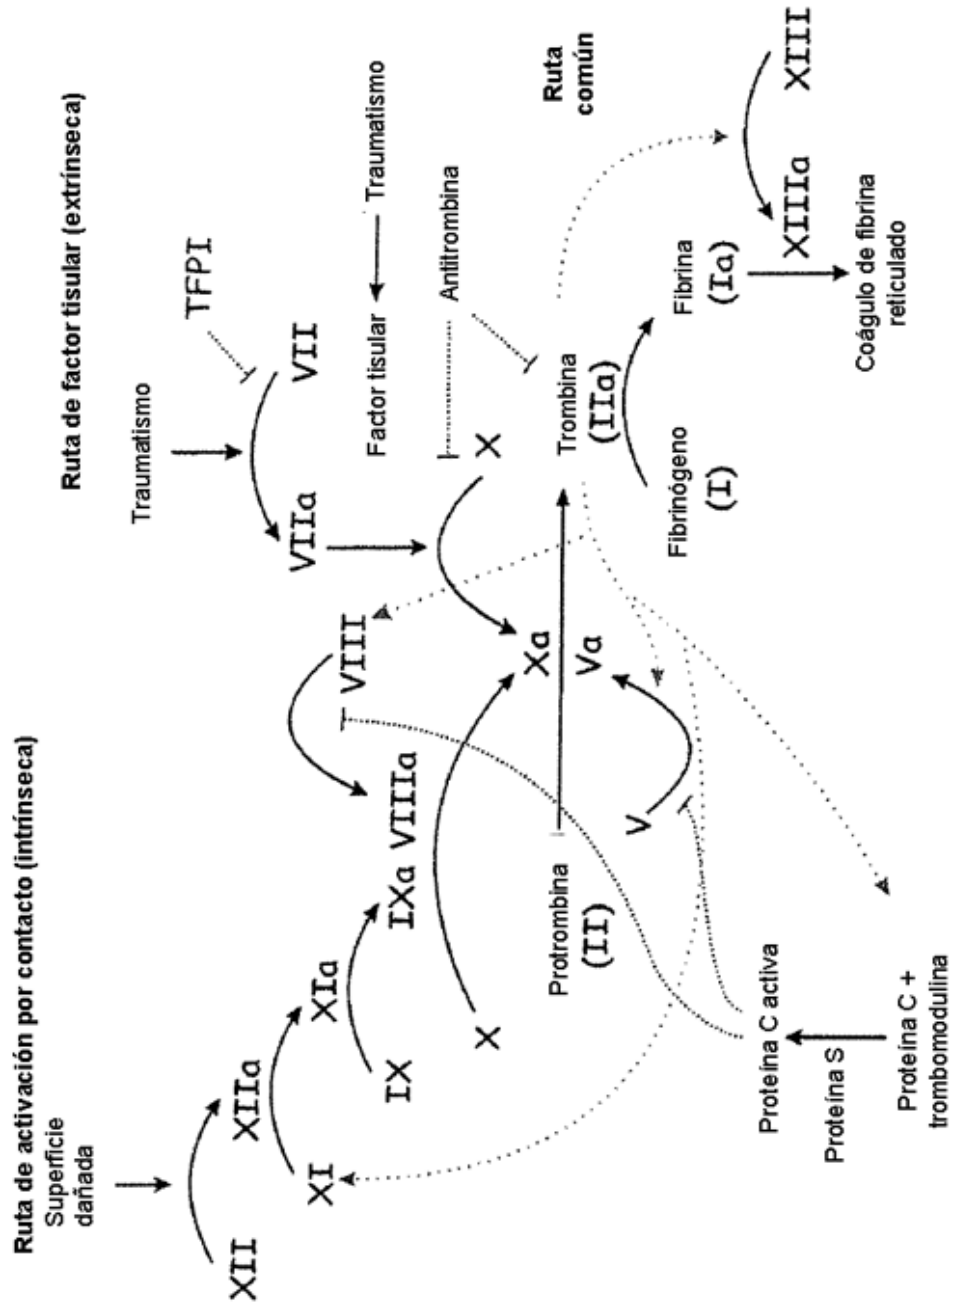 Ruta de activación por contacto (intrínseca)
Superficie
dañada
XII
XIIa
XI
XIa
IX
IXa VIIIa
VIII
X
Ruta de factor tisular (extrínseca)
Traumatismo
TFPI
VIIa
VII
Factor tisular
Traumatismo
X
Antitrombina
Xa
Va
V
Protrombina
(II)
Trombina
(IIa)
Ruta
común
Fibrinógeno
(I)
Fibrina
(Ia)
XIIIa
XIII
Coágulo de fibrina
reticulado
Proteína C activa
Proteína S
Proteína C +
trombomodulina